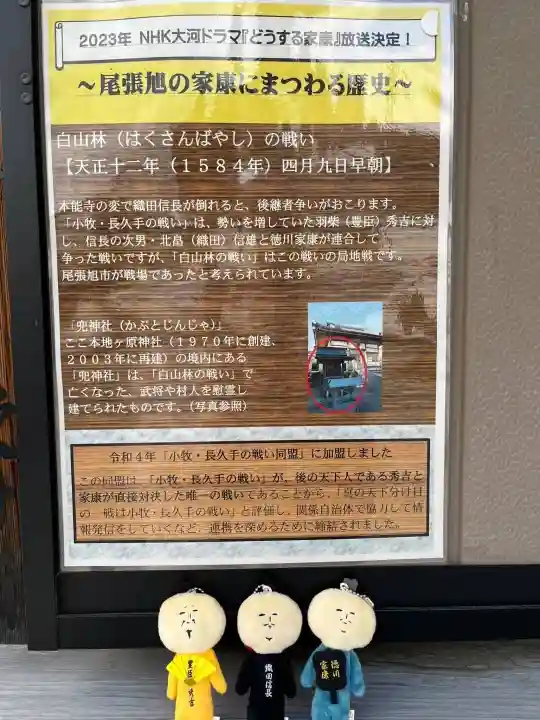 2023年 NHK大河ドラマ『どうする家康』放送決定！
～尾張旭の家康にまつわる歴史～
白山林（はくさんばやし）の戦い
【天正十二年（１５８４年）四月九日早朝】
本能寺の変で織田信長が倒れると、後継者争いがおこります。
「小牧・長久手の戦い」は、勢いを増していた羽柴（豊臣）秀吉に対
し、信長の次男・北畠（織田）信雄と徳川家康が連合して
争った戦いですが、「白山林の戦い」はこの戦いの局地戦です。
尾張旭市が戦場であったと考えられています。
「兜神社（かぶとじんじゃ）」
ここ本地ヶ原神社（１９７０年に創建、
２００３年に再建）の境内にある
「兜神社」は、「白山林の戦い」で
亡くなった、武将や村人を慰霊し
建てられたものです。（写真参照）
令和４年「小牧・長久手の戦い同盟」に加盟しました
この同盟は、「小牧・長久手の戦い」が、後の天下人である秀吉と
家康が直接対決した唯一の戦いであることから、「真の天下分け目
の一戦は小牧・長久手の戦い」と評価し、関係自治体で協力して情
報発信をしていくなど、連携を深めるために締結されました。
豊臣秀吉
織田信長
徳川
家康